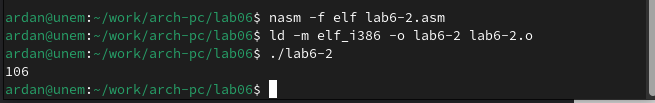 ardan@unem:~/work/arch-pc/lab06$ nasm -f elf lab6-2.asm
ardan@unem:~/work/arch-pc/lab06$ ld -m elf_i386 -o lab6-2 lab6-2.o
ardan@unem:~/work/arch-pc/lab06$ ./lab6-2
106
ardan@unem:~/work/arch-pc/lab06$